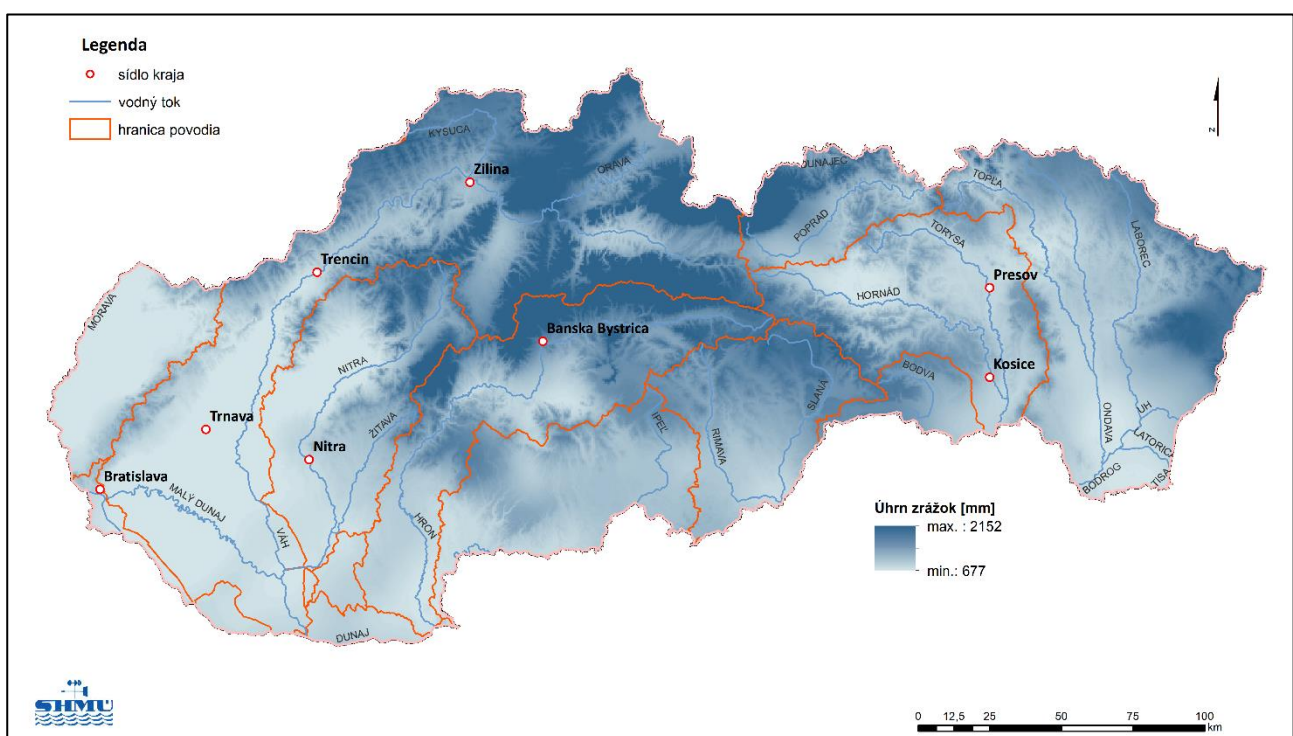 Legenda
sídlo kraja
vodný tok
hranica povodia
N
KYSUCA
Zilina
ORAVA
DUNAJEC
TOPĽA
POPRAD
TORYSA
LABOREC
Trencin
Presov
MORAVA
HORNÁD
Banska Bystrica
NITRA
Kosice
BODVA
Trnava
ŽITAVA
SLANÁ
IPEĽ
RIMAVA
UH
ONDAVA
LATORICA
Nitra
Bratislava
MALÝ DUNAJ
BODROG
TISA
VÁH
HRON
Úhrn zrážok [mm]
max. : 2152
min.: 677
DUNAJ
SHMÚ
0 12,5 25 50 75 100
km